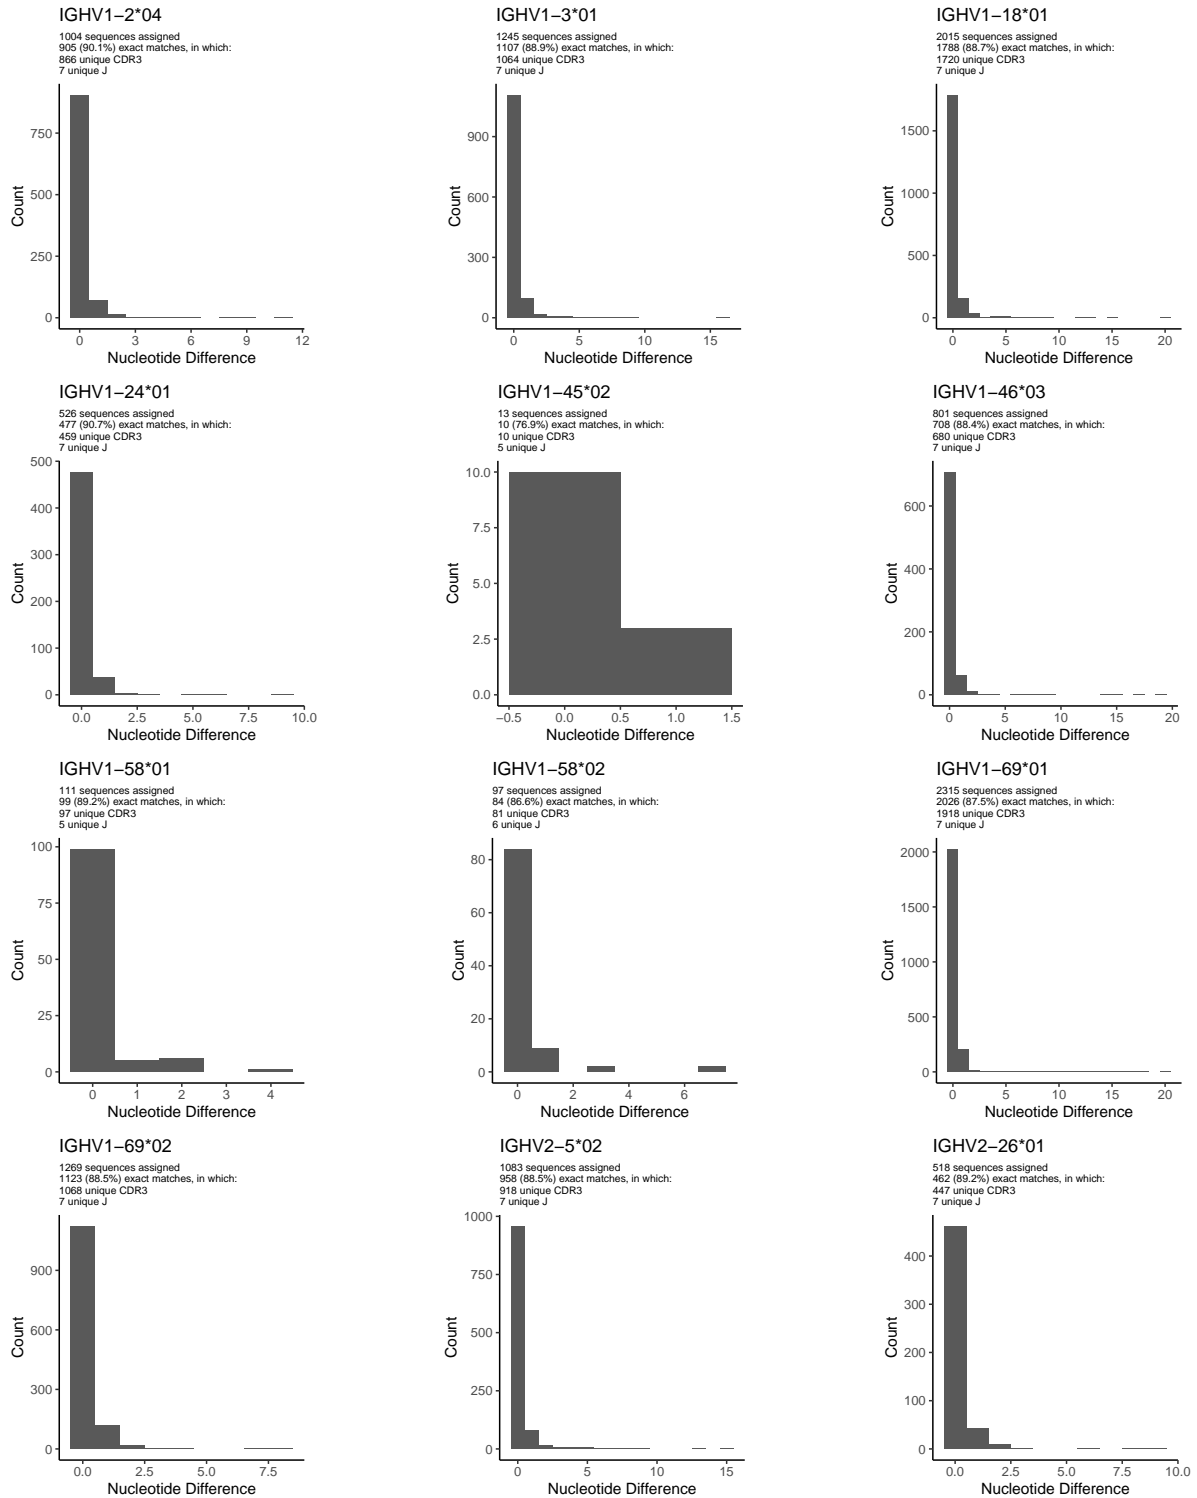 IGHV1−2*04
1004 sequences assigned
905 (90.1%) exact matches, in which:
866 unique CDR3
7 unique J
750
500
250
0
Count
0 3 6 9 12
Nucleotide Difference
IGHV1−3*01
1245 sequences assigned
1107 (88.9%) exact matches, in which:
1064 unique CDR3
7 unique J
900
600
300
0
Count
0 5 10 15
Nucleotide Difference
IGHV1−18*01
2015 sequences assigned
1788 (88.7%) exact matches, in which:
1720 unique CDR3
7 unique J
1500
1000
500
0
Count
0 5 10 15 20
Nucleotide Difference
IGHV1−24*01
526 sequences assigned
477 (90.7%) exact matches, in which:
459 unique CDR3
7 unique J
500
400
300
200
100
0
Count
0.0 2.5 5.0 7.5 10.0
Nucleotide Difference
IGHV1−45*02
13 sequences assigned
10 (76.9%) exact matches, in which:
10 unique CDR3
5 unique J
10.0
7.5
5.0
2.5
0.0
Count
−0.5 0.0 0.5 1.0 1.5
Nucleotide Difference
IGHV1−46*03
801 sequences assigned
708 (88.4%) exact matches, in which:
680 unique CDR3
7 unique J
600
400
200
0
Count
0 5 10 15 20
Nucleotide Difference
IGHV1−58*01
111 sequences assigned
99 (89.2%) exact matches, in which:
97 unique CDR3
5 unique J
100
75
50
25
0
Count
0 1 2 3 4
Nucleotide Difference
IGHV1−58*02
97 sequences assigned
84 (86.6%) exact matches, in which:
81 unique CDR3
6 unique J
80
60
40
20
0
Count
0 2 4 6
Nucleotide Difference
IGHV1−69*01
2315 sequences assigned
2026 (87.5%) exact matches, in which:
1918 unique CDR3
7 unique J
2000
1500
1000
500
0
Count
0 5 10 15 20
Nucleotide Difference
IGHV1−69*02
1269 sequences assigned
1123 (88.5%) exact matches, in which:
1068 unique CDR3
7 unique J
900
600
300
0
Count
0.0 2.5 5.0 7.5
Nucleotide Difference
IGHV2−5*02
1083 sequences assigned
958 (88.5%) exact matches, in which:
918 unique CDR3
7 unique J
1000
750
500
250
0
Count
0 5 10 15
Nucleotide Difference
IGHV2−26*01
518 sequences assigned
462 (89.2%) exact matches, in which:
447 unique CDR3
7 unique J
400
300
200
100
0
Count
0.0 2.5 5.0 7.5 10.0
Nucleotide Difference